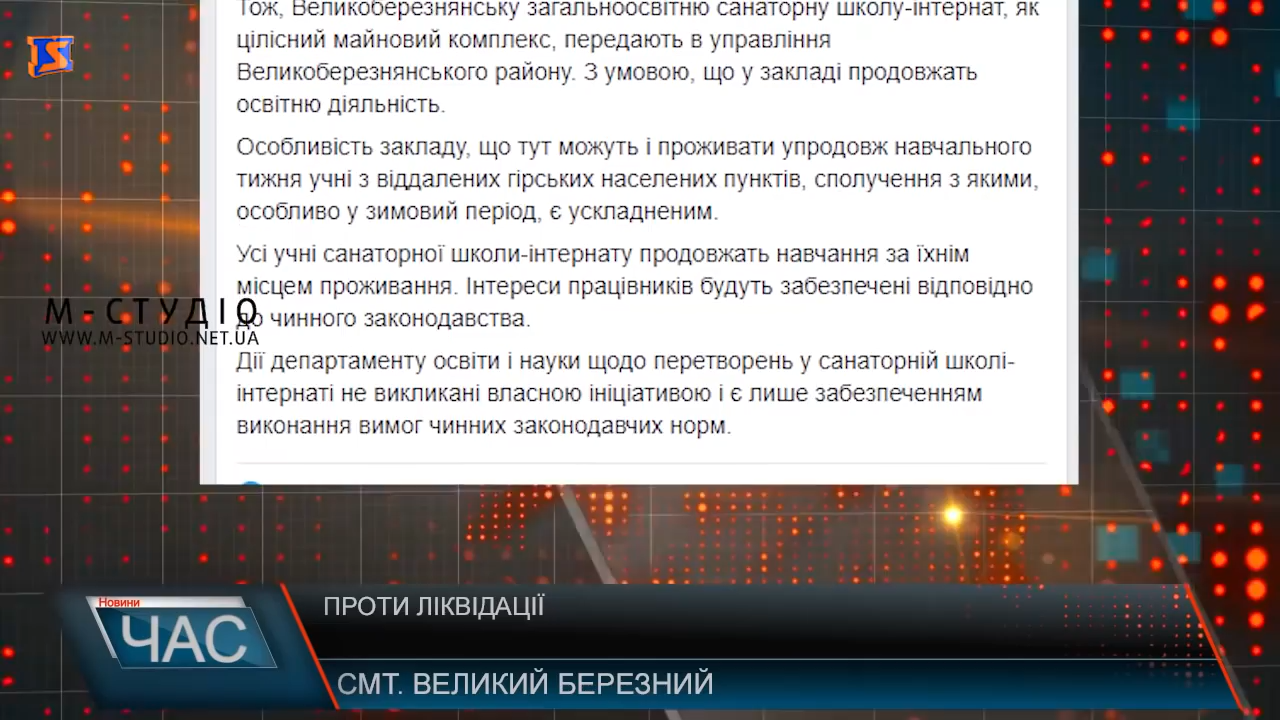 Тож, Великоберезнянську загальноосвітню санаторну школу-інтернат, як
цілісний майновий комплекс, передають в управління
Великоберезнянського району. З умовою, що у закладі продовжать
освітню діяльність.
Особливість закладу, що тут можуть і проживати упродовж навчального
тижня учні з віддалених гірських населених пунктів, сполучення з якими,
особливо у зимовий період, є ускладненим.
Усі учні санаторної школи-інтернату продовжать навчання за їхнім
місцем проживання. Інтереси працівників будуть забезпечені відповідно
до чинного законодавства.
М-СТУДІО
WWW.M-STUDIO.NET.UA
Дії департаменту освіти і науки щодо перетворень у санаторній школі-
інтернаті не викликані власною ініціативою і є лише забезпеченням
виконання вимог чинних законодавчих норм.
Новини
ЧАС
ПРОТИ ЛІКВІДАЦІЇ
СМТ. ВЕЛИКИЙ БЕРЕЗНИЙ